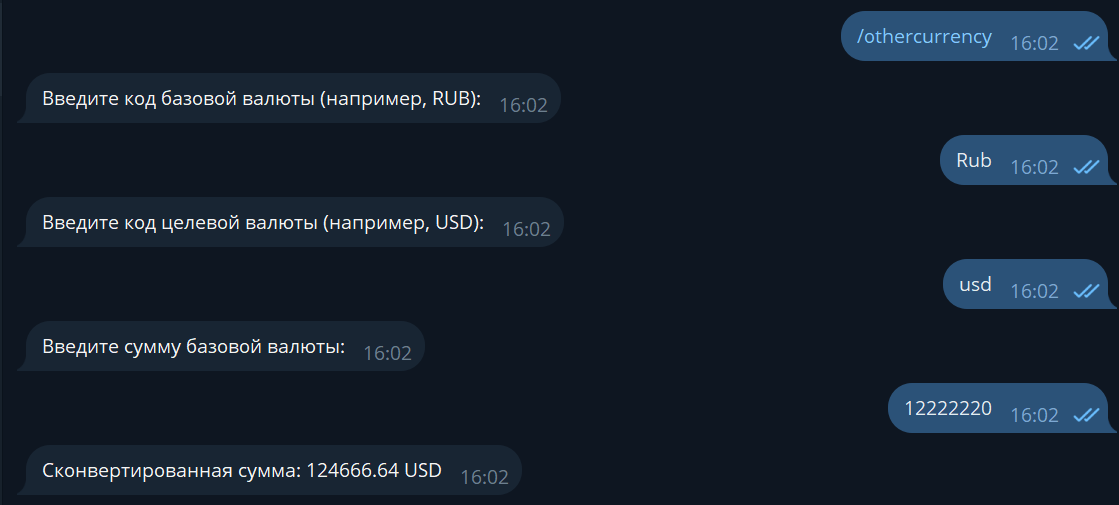 /othercurrency 16:02
Введите код базовой валюты (например, RUB): 16:02
Rub 16:02
Введите код целевой валюты (например, USD): 16:02
usd 16:02
Введите сумму базовой валюты: 16:02
12222220 16:02
Сконвертированная сумма: 124666.64 USD 16:02